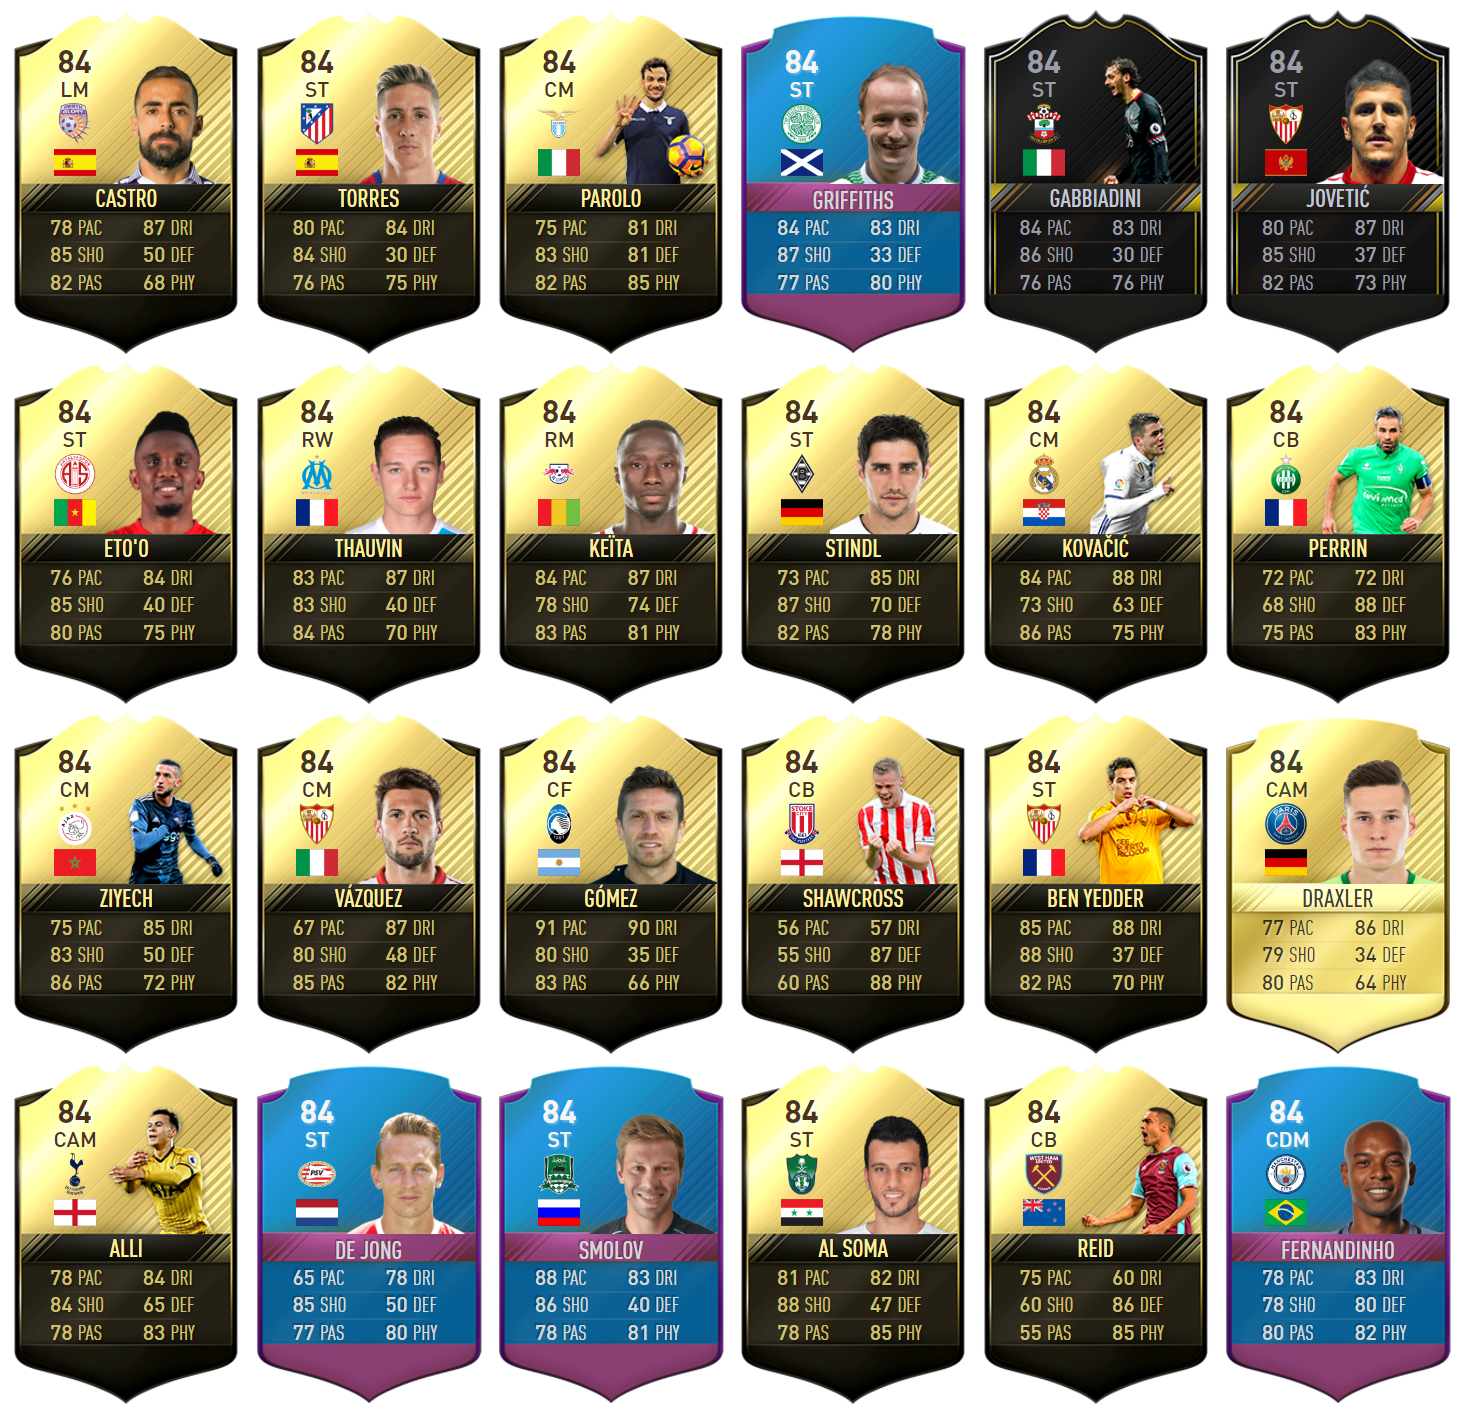 84
LM
CASTRO
78 PAC 87 DRI
85 SHO 50 DEF
82 PAS 68 PHY
84
ST
TORRES
80 PAC 84 DRI
84 SHO 30 DEF
76 PAS 75 PHY
84
CM
PAROLO
75 PAC 81 DRI
83 SHO 81 DEF
82 PAS 85 PHY
84
ST
GRIFFITHS
84 PAC 83 DRI
87 SHO 33 DEF
77 PAS 80 PHY
84
ST
GABBIADINI
84 PAC 83 DRI
86 SHO 30 DEF
76 PAS 76 PHY
84
ST
JOVETIĆ
80 PAC 87 DRI
85 SHO 37 DEF
82 PAS 73 PHY
84
ST
ETO'O
76 PAC 84 DRI
85 SHO 40 DEF
80 PAS 75 PHY
84
RW
THAUVIN
83 PAC 87 DRI
83 SHO 40 DEF
84 PAS 70 PHY
84
RM
KEÏTA
84 PAC 87 DRI
78 SHO 74 DEF
83 PAS 81 PHY
84
ST
STINDL
73 PAC 85 DRI
87 SHO 70 DEF
82 PAS 78 PHY
84
CM
KOVAČIĆ
84 PAC 88 DRI
73 SHO 63 DEF
86 PAS 75 PHY
84
CB
PERRIN
72 PAC 72 DRI
68 SHO 88 DEF
75 PAS 83 PHY
84
CM
AJAX
ZIYECH
75 PAC 85 DRI
83 SHO 50 DEF
86 PAS 72 PHY
84
CM
VÁZQUEZ
67 PAC 87 DRI
80 SHO 48 DEF
85 PAS 82 PHY
84
CF
GÓMEZ
91 PAC 90 DRI
80 SHO 35 DEF
83 PAS 66 PHY
84
CB
STOKE
CITY
SHAWCROSS
56 PAC 57 DRI
55 SHO 87 DEF
60 PAS 88 PHY
84
ST
BEN YEDDER
85 PAC 88 DRI
88 SHO 37 DEF
82 PAS 70 PHY
84
CAM
PARIS
DRAXLER
77 PAC 86 DRI
79 SHO 34 DEF
80 PAS 64 PHY
84
CAM
ALLI
78 PAC 84 DRI
84 SHO 65 DEF
78 PAS 83 PHY
84
ST
PSV
DE JONG
65 PAC 78 DRI
85 SHO 50 DEF
77 PAS 80 PHY
84
ST
SMOLOV
88 PAC 83 DRI
86 SHO 40 DEF
78 PAS 81 PHY
84
ST
AL SOMA
81 PAC 82 DRI
88 SHO 47 DEF
78 PAS 85 PHY
84
CB
WEST HAM
UNITED
REID
75 PAC 60 DRI
60 SHO 86 DEF
55 PAS 85 PHY
84
CDM
MANCHESTER
CITY
FERNANDINHO
78 PAC 83 DRI
78 SHO 80 DEF
80 PAS 82 PHY